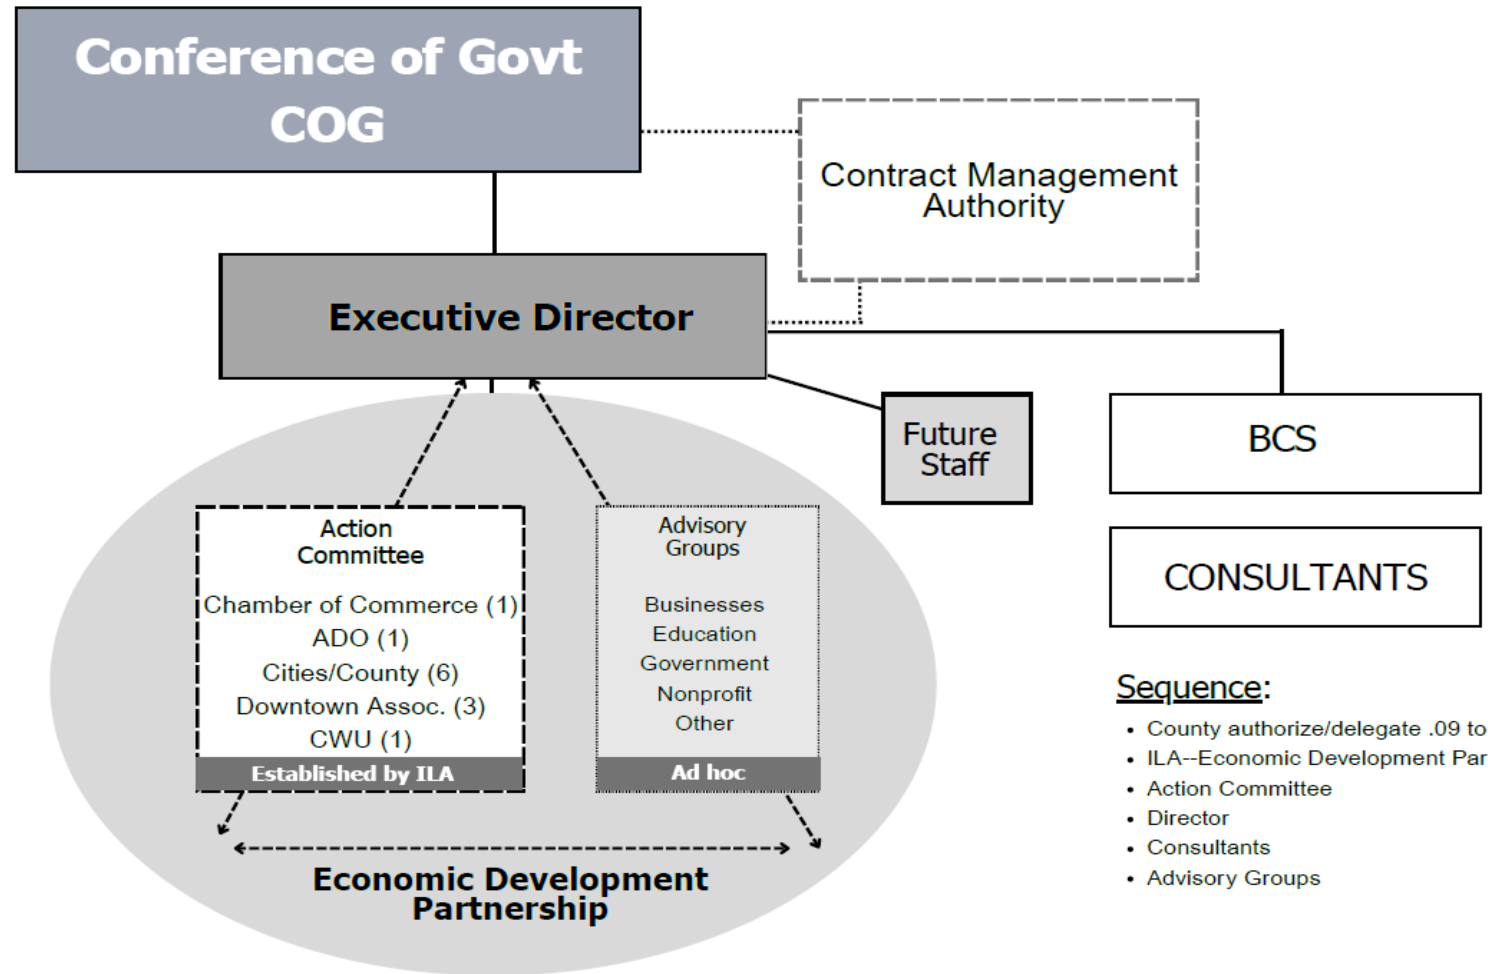 Conference of Govt
COG
Contract Management
Authority
Executive Director
Future
Staff
BCS
CONSULTANTS
Action
Committee
Chamber of Commerce (1)
ADO (1)
Cities/County (6)
Downtown Assoc. (3)
CWU (1)
Established by ILA
Advisory
Groups
Businesses
Education
Government
Nonprofit
Other
Ad hoc
Economic Development
Partnership
Sequence:
• County authorize/delegate .09 to
• ILA--Economic Development Par
• Action Committee
• Director
• Consultants
• Advisory Groups